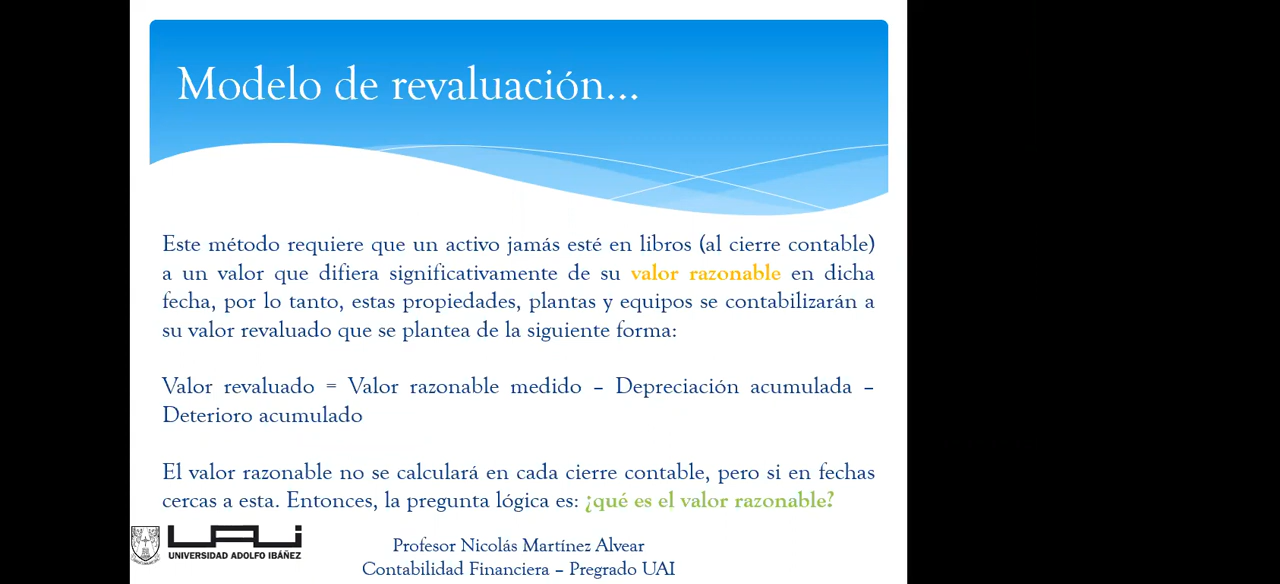 Modelo de revaluación...
Este método requiere que un activo jamás esté en libros (al cierre contable)
a un valor que difiera significativamente de su valor razonable en dicha
fecha, por lo tanto, estas propiedades, plantas y equipos se contabilizarán a
su valor revaluado que se plantea de la siguiente forma:
Valor revaluado = Valor razonable medido – Depreciación acumulada –
Deterioro acumulado
El valor razonable no se calculará en cada cierre contable, pero si en fechas
cercas a esta. Entonces, la pregunta lógica es: ¿qué es el valor razonable?
UAI
UNIVERSIDAD ADOLFO IBÁÑEZ
Profesor Nicolás Martínez Alvear
Contabilidad Financiera – Pregrado UAI